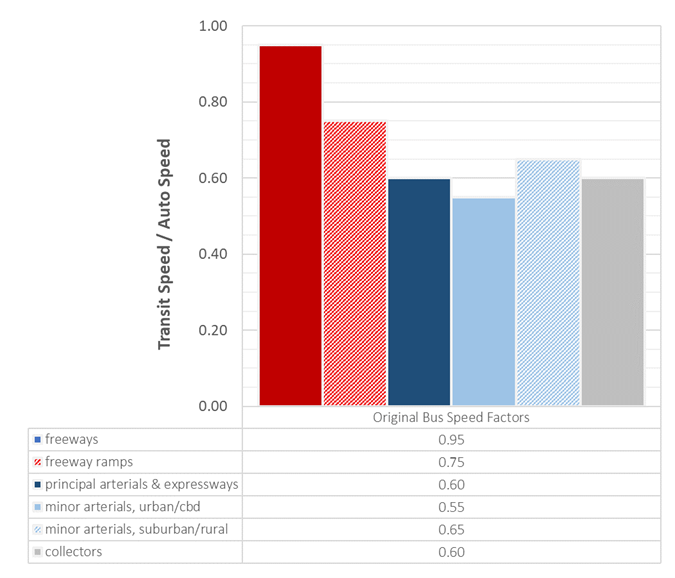 1.00
0.80
0.60
0.40
0.20
0.00
Transit Speed / Auto Speed
Original Bus Speed Factors
freeways 0.95
freeway ramps 0.75
principal arterials & expressways 0.60
minor arterials, urban/cbd 0.55
minor arterials, suburban/rural 0.65
collectors 0.60